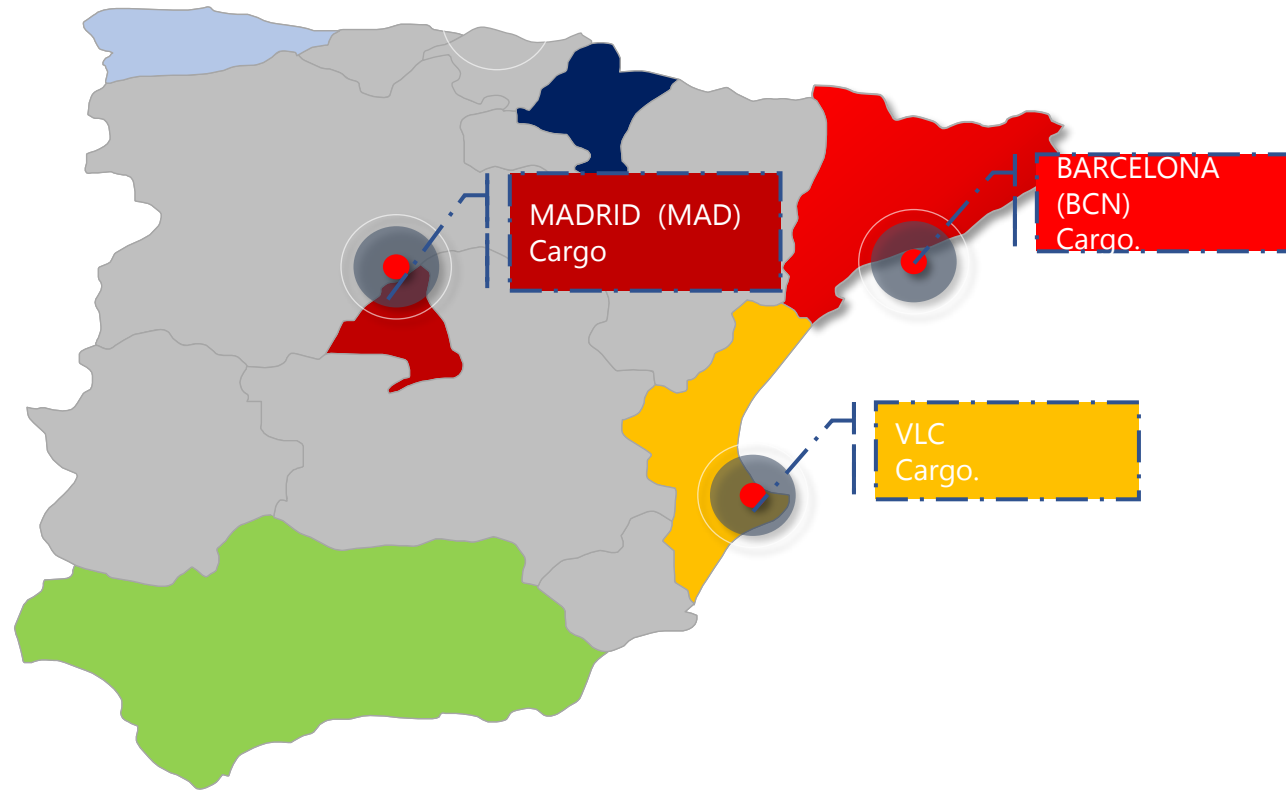 BARCELONA
(BCN)
Cargo.
MADRID  (MAD)
Cargo
VLC
Cargo.